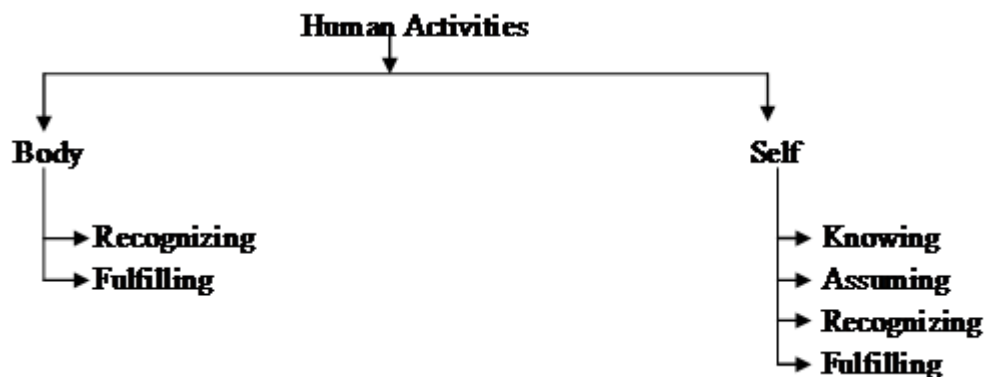 Human Activities
Body
Self
Recognizing
Fulfilling
Knowing
Assuming
Recognizing
Fulfilling